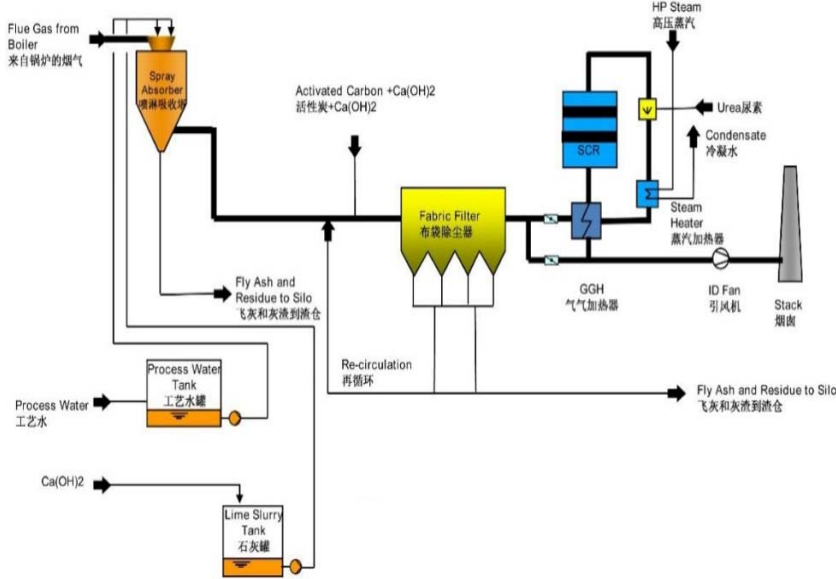 Flue Gas from
Boiler
来自锅炉的烟气
Spray
Absorber
喷淋吸收塔
HP Steam
高压蒸汽
Activated Carbon +Ca(OH)2
活性炭+Ca(OH)2
Urea尿素
Condensate
冷凝水
SCR
Steam
Heater
蒸汽加热器
Fabric Filter
布袋除尘器
GGH
气气加热器
ID Fan
引风机
Stack
烟囱
Fly Ash and
Residue to Silo
飞灰和灰渣到渣仓
Re-circulation
再循环
Process Water
Tank
工艺水罐
Process Water
工艺水
Fly Ash and Residue to Silo
飞灰和灰渣到渣仓
Ca(OH)2
Lime Slurry
Tank
石灰罐